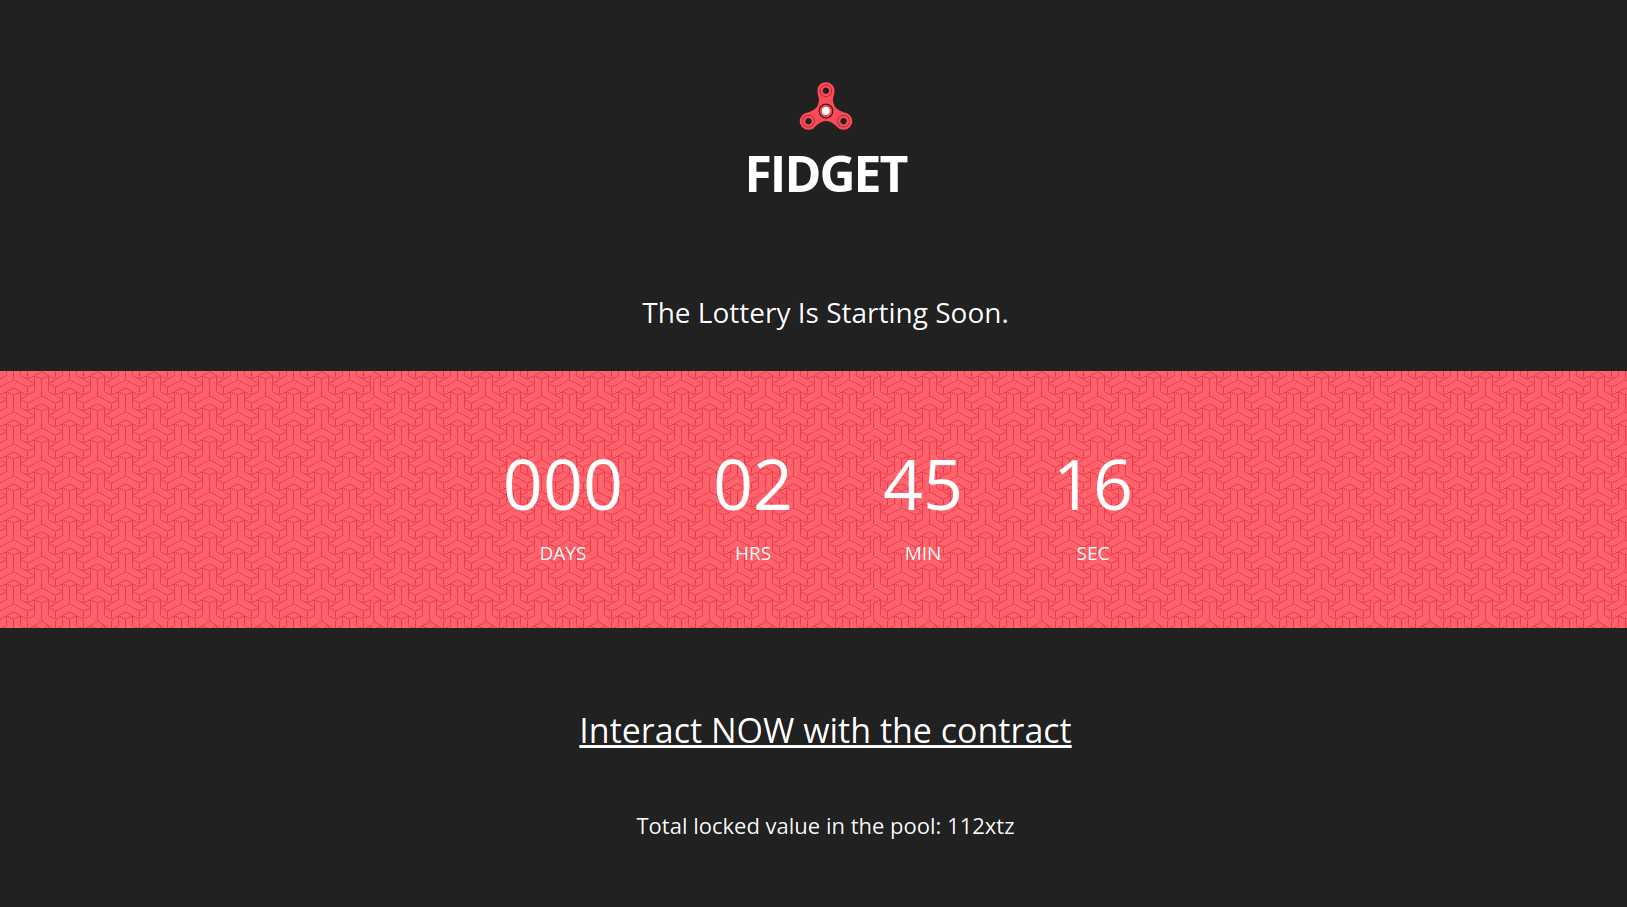 FIDGET
The Lottery Is Starting Soon.
000 02 45 16
DAYS HRS MIN SEC
Interact NOW with the contract
Total locked value in the pool: 112xtz